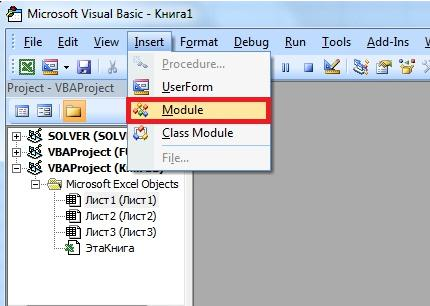 Microsoft Visual Basic - Книга1
File Edit View Insert Format Debug Run Tools Add-Ins
Procedure...
UserForm
Module
Class Module
File...
Project - VBAProject
SOLVER (SOLV
VBAProject (FU
VBAProject
Microsoft Excel Objects
Лист1 (Лист1)
Лист2 (Лист2)
Лист3 (Лист3)
ЭтаКнига